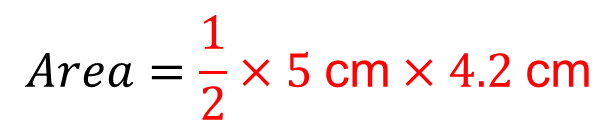 Area = 1/2 × 5 cm × 4.2 cm